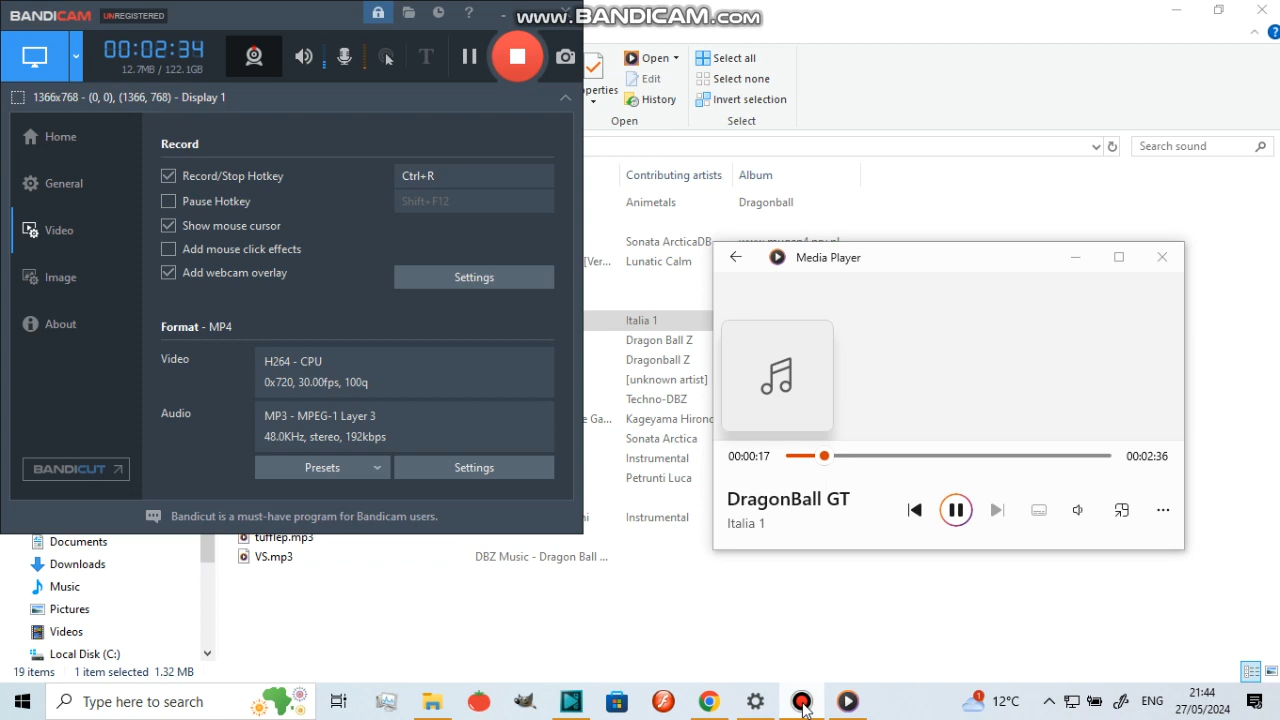 BANDICAM UNREGISTERED
www.BANDICAM.com
00:02:34
12.7MB / 122.1GB
1366x768 - (0, 0), (1366, 768) - Display 1
Home
General
Video
Image
About
BANDICUT
Record
Record/Stop Hotkey Ctrl+R
Pause Hotkey Shift+F12
Show mouse cursor
Add mouse click effects
Add webcam overlay Settings
Format - MP4
Video H264 - CPU
0x720, 30.00fps, 100q
Audio MP3 - MPEG-1 Layer 3
48.0KHz, stereo, 192kbps
Presets Settings
Bandicut is a must-have program for Bandicam users.
operties
Open
Edit
History
Open
Select all
Select none
Invert selection
Select
Search sound
Contributing artists Album
Animetals Dragonball
Sonata ArcticaDB
[Ver... Lunatic Calm
Italia 1
Dragon Ball Z
Dragonball Z
[unknown artist]
Techno-DBZ
e Ga... Kageyama Hirono
Sonata Arctica
Instrumental
Petrunti Luca
Instrumental
Media Player
00:00:17 00:02:36
DragonBall GT
Italia 1
tufflep.mp3
VS.mp3 DBZ Music - Dragon Ball ...
Documents
Downloads
Music
Pictures
Videos
Local Disk (C:)
19 items 1 item selected 1.32 MB
Type here to search
12°C
ENG
21:44
27/05/2024